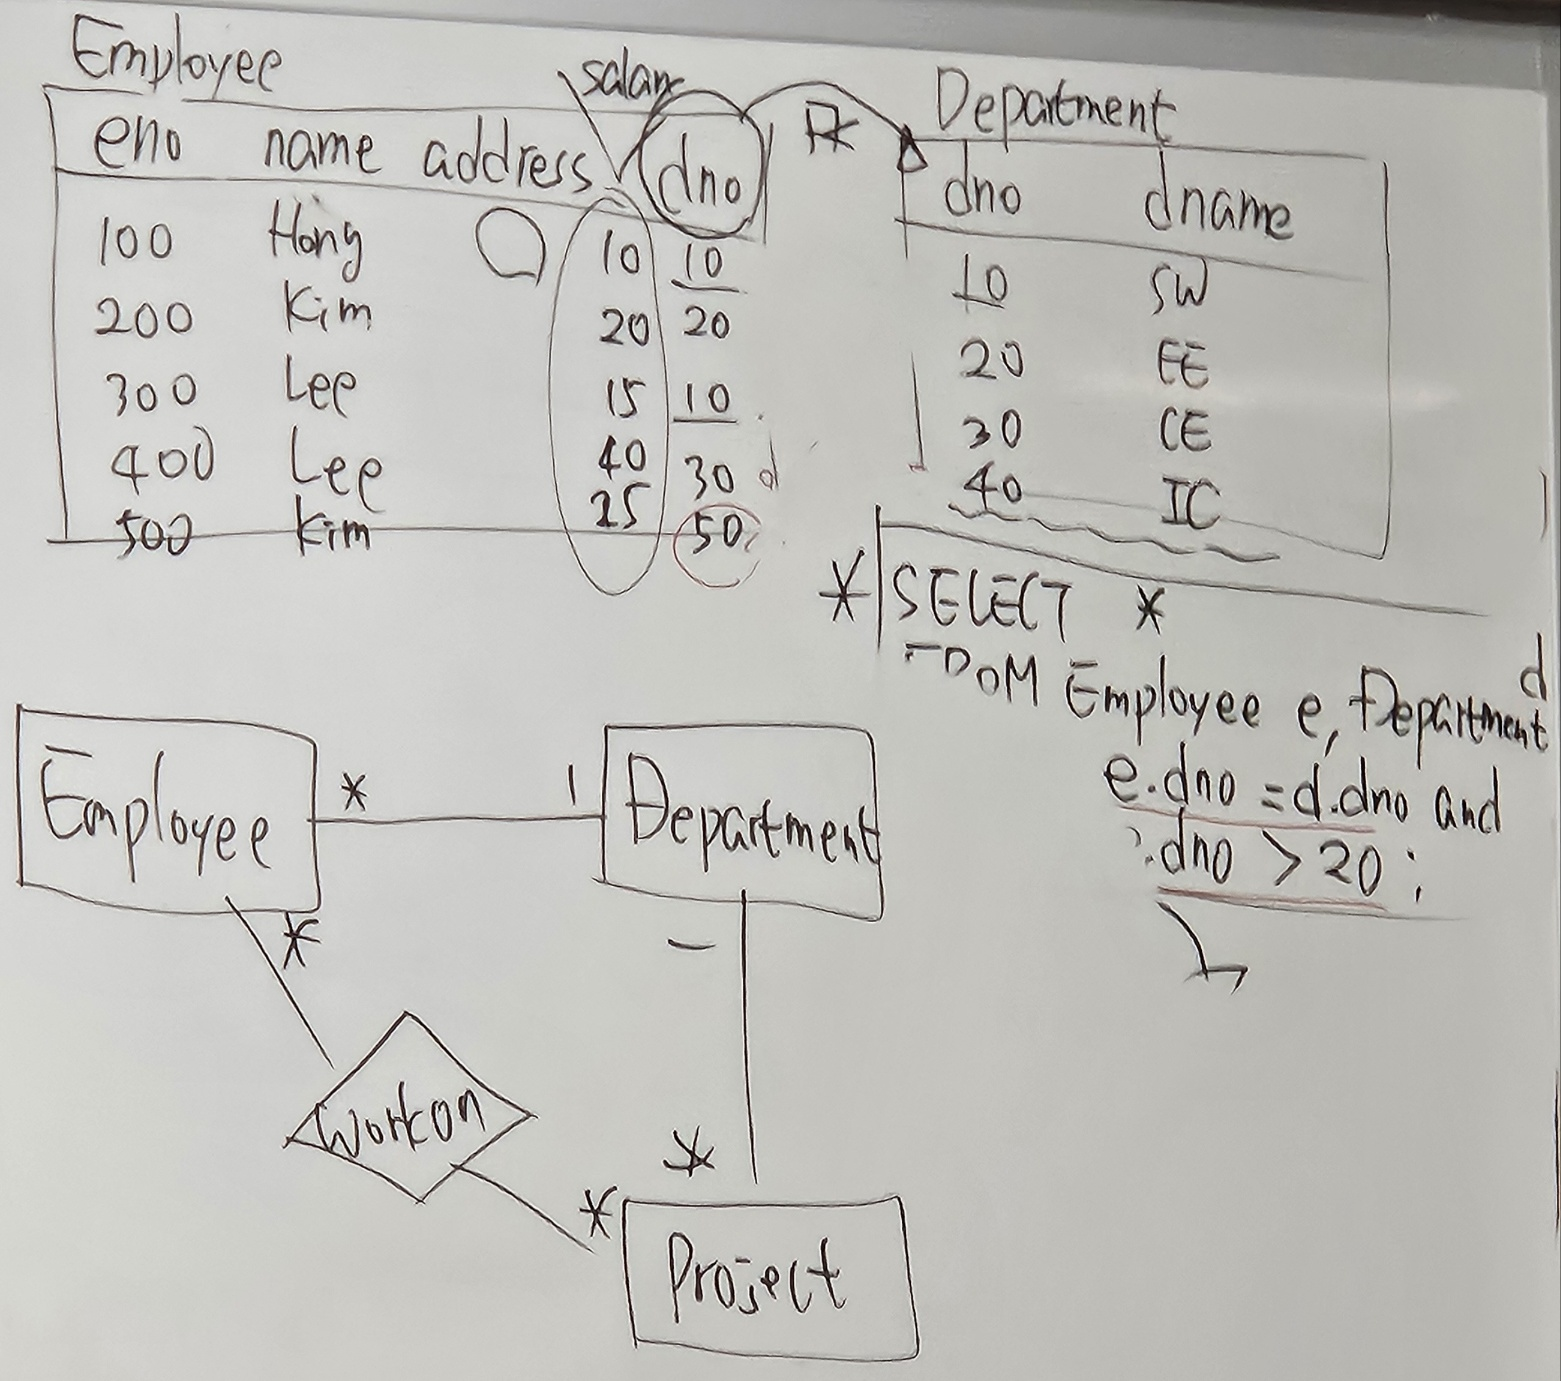 Employee
salary
eno name address dno
100 Hong 10 10
200 Kim 20 20
300 Lee 15 10
400 Lee 40 30 d
500 Kim 25 50
FK
Department
dno dname
10 SW
20 EE
30 CE
40 IC
* SELECT *
FROM Employee e, Department d
e.dno = d.dno and
.dno > 20 ;
Employee * 1 Department
*
1
Workon
*
*
Project